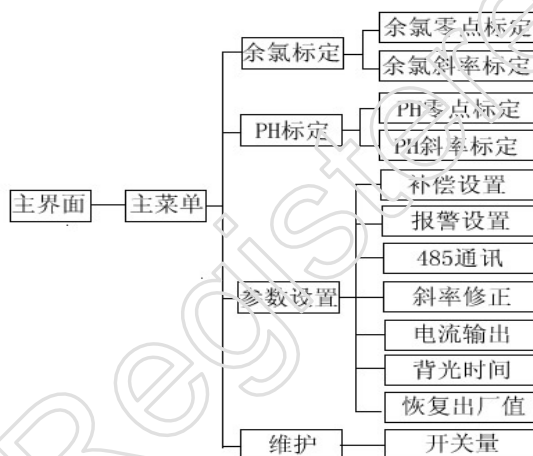 余氯零点标定
余氯标定
余氯斜率标定
PH零点标定
PH标定
PH斜率标定
主界面
主菜单
补偿设置
报警设置
485通讯
参数设置
斜率修正
电流输出
背光时间
恢复出厂值
维护
开关量
Registere